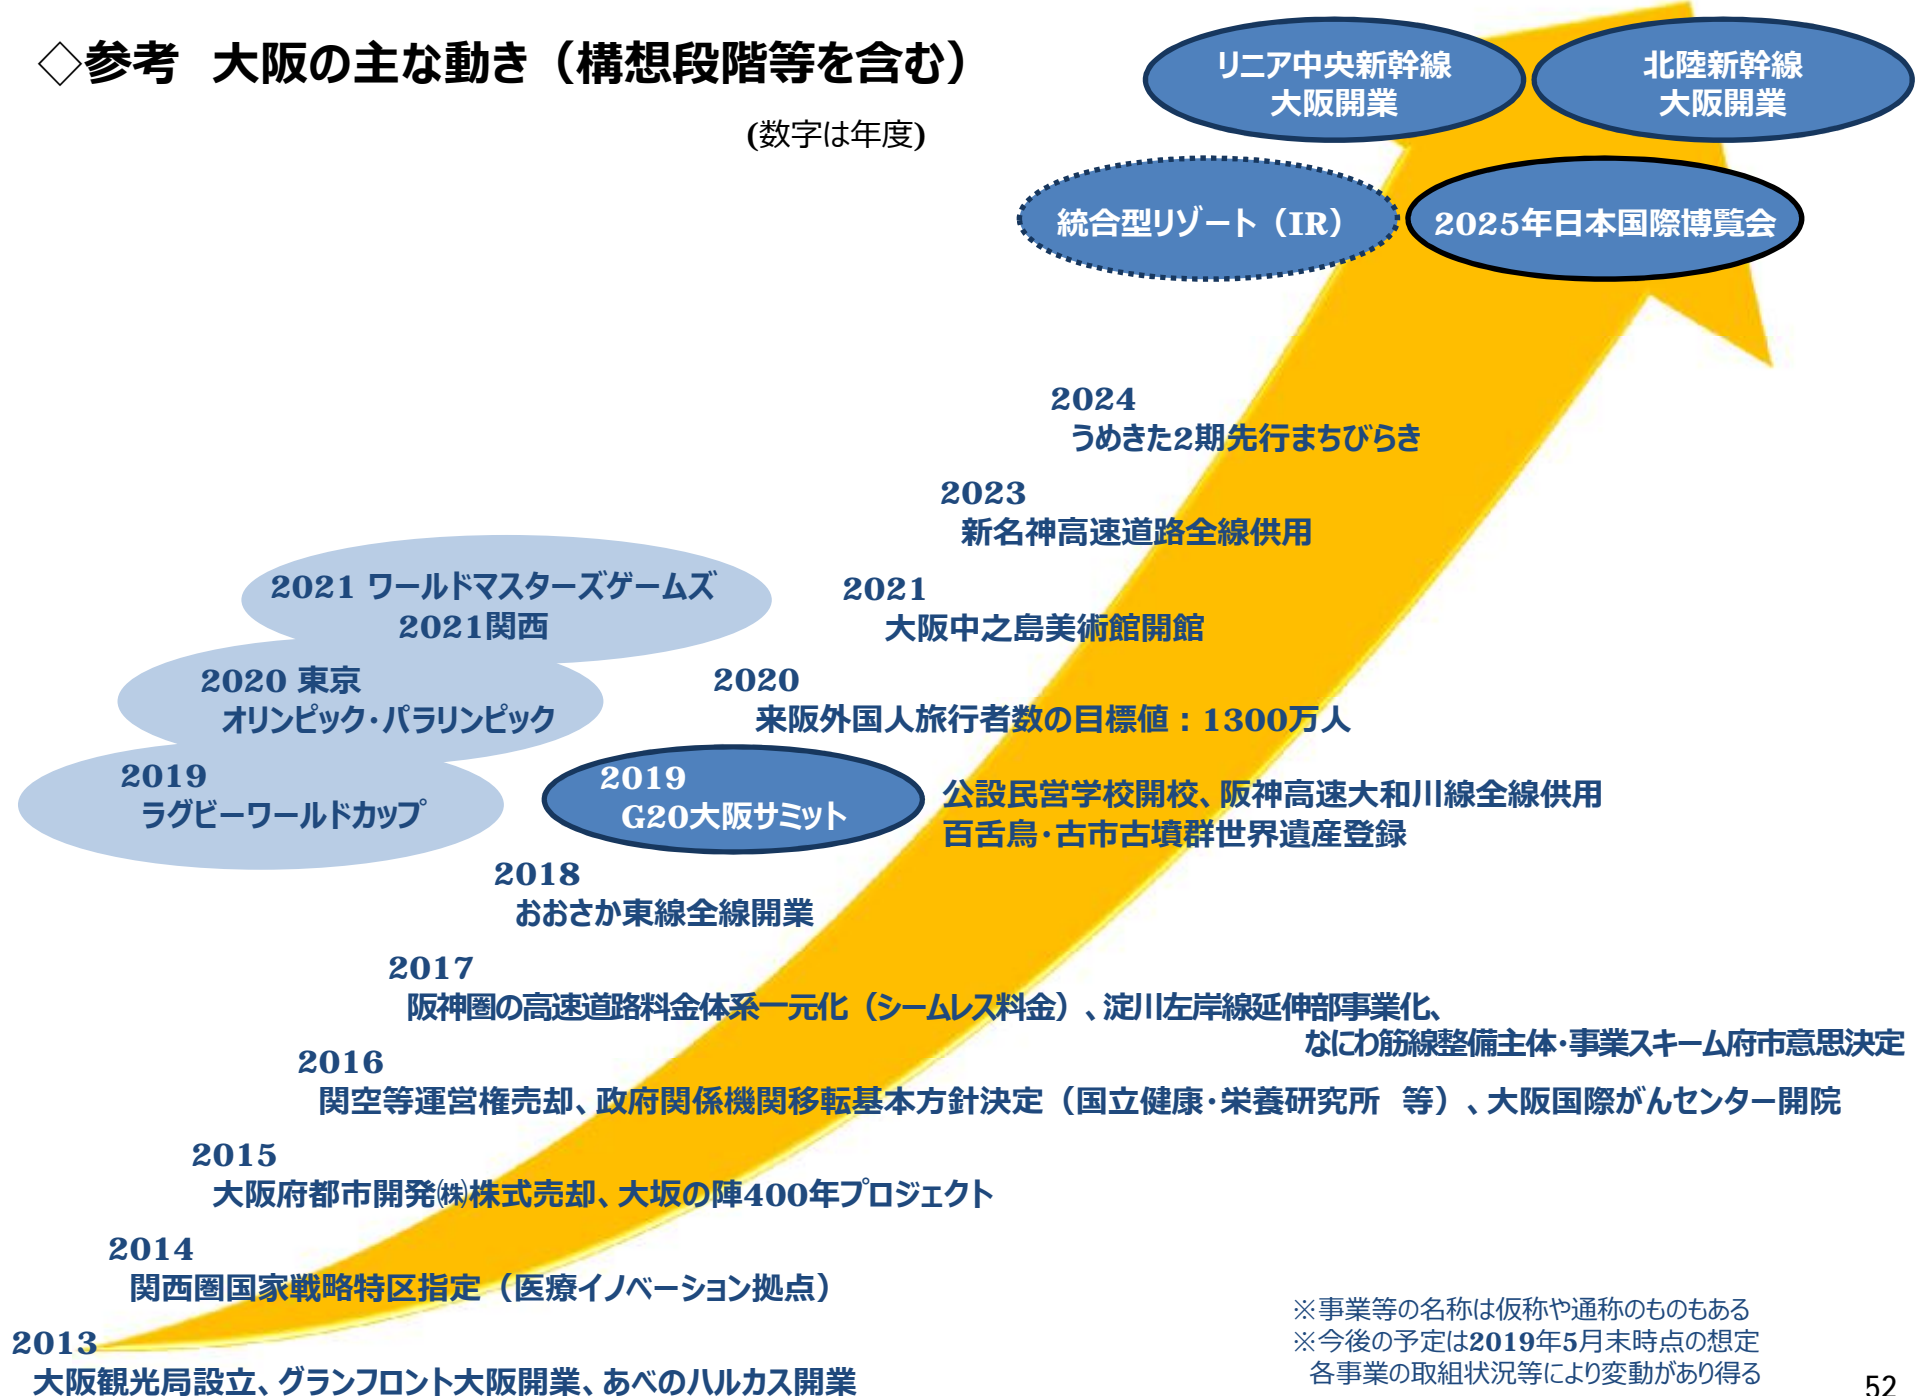 ◇参考　大阪の主な動き（構想段階等を含む）
(数字は年度)
リニア中央新幹線
大阪開業
北陸新幹線
大阪開業
統合型リゾート（IR）
2025年日本国際博覧会
2024
うめきた2期先行まちびらき
2023
新名神高速道路全線供用
2021 ワールドマスターズゲームズ
2021関西
2021
大阪中之島美術館開館
2020 東京
オリンピック・パラリンピック
2020
来阪外国人旅行者数の目標値：1300万人
2019
ラグビーワールドカップ
2019
G20大阪サミット
公設民営学校開校、阪神高速大和川線全線供用
百舌鳥・古市古墳群世界遺産登録
2018
おおさか東線全線開業
2017
阪神圏の高速道路料金体系一元化（シームレス料金）、淀川左岸線延伸部事業化、
なにわ筋線整備主体・事業スキーム府市意思決定
2016
関空等運営権売却、政府関係機関移転基本方針決定（国立健康・栄養研究所　等）、大阪国際がんセンター開院
2015
大阪府都市開発㈱株式売却、大坂の陣400年プロジェクト
2014
関西圏国家戦略特区指定（医療イノベーション拠点）
2013
大阪観光局設立、グランフロント大阪開業、あべのハルカス開業
※事業等の名称は仮称や通称のものもある
※今後の予定は2019年5月末時点の想定
各事業の取組状況等により変動があり得る
52